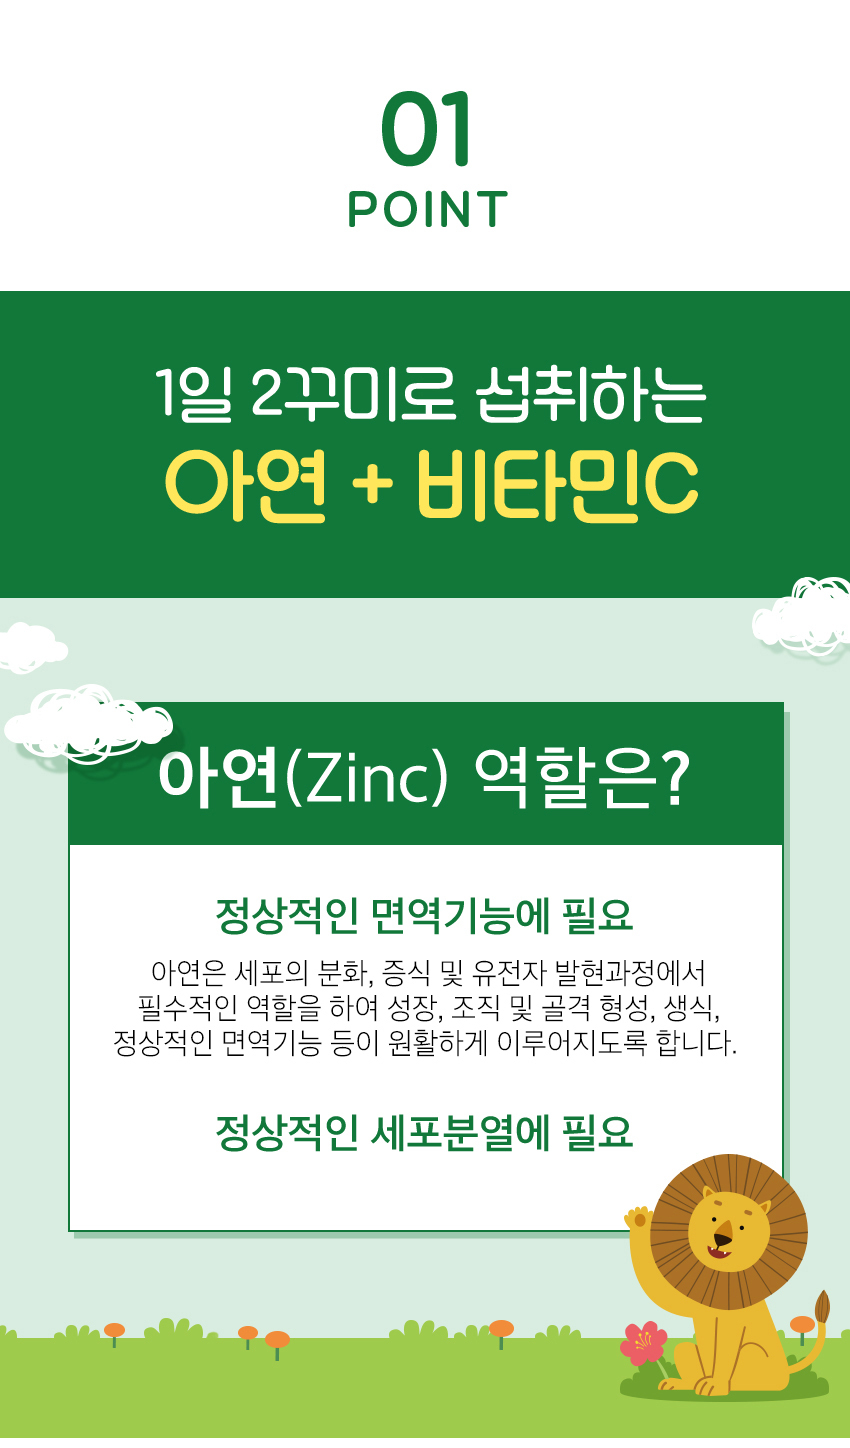 01
POINT
1일 2꾸미로 섭취하는
아연 + 비타민C
아연(Zinc) 역할은?
정상적인 면역기능에 필요
아연은 세포의 분화, 증식 및 유전자 발현과정에서
필수적인 역할을 하여 성장, 조직 및 골격 형성, 생식,
정상적인 면역기능 등이 원활하게 이루어지도록 합니다.
정상적인 세포분열에 필요